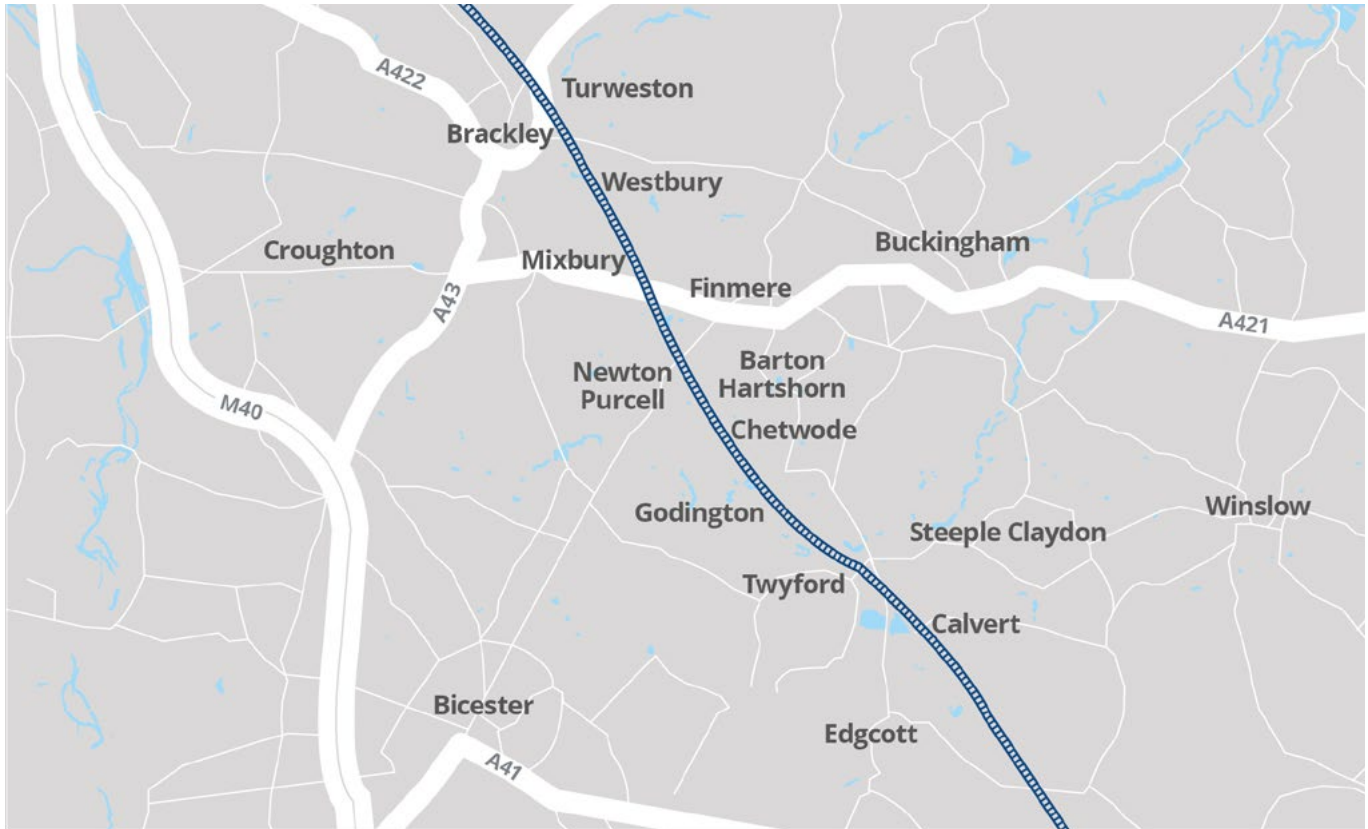 A422
Turweston
Brackley
Westbury
Buckingham
Croughton
Mixbury
Finmere
A43
A421
Barton
Hartshorn
Newton
Purcell
M40
Chetwode
Winslow
Godington
Steeple Claydon
Twyford
Calvert
Bicester
Edgcott
A41